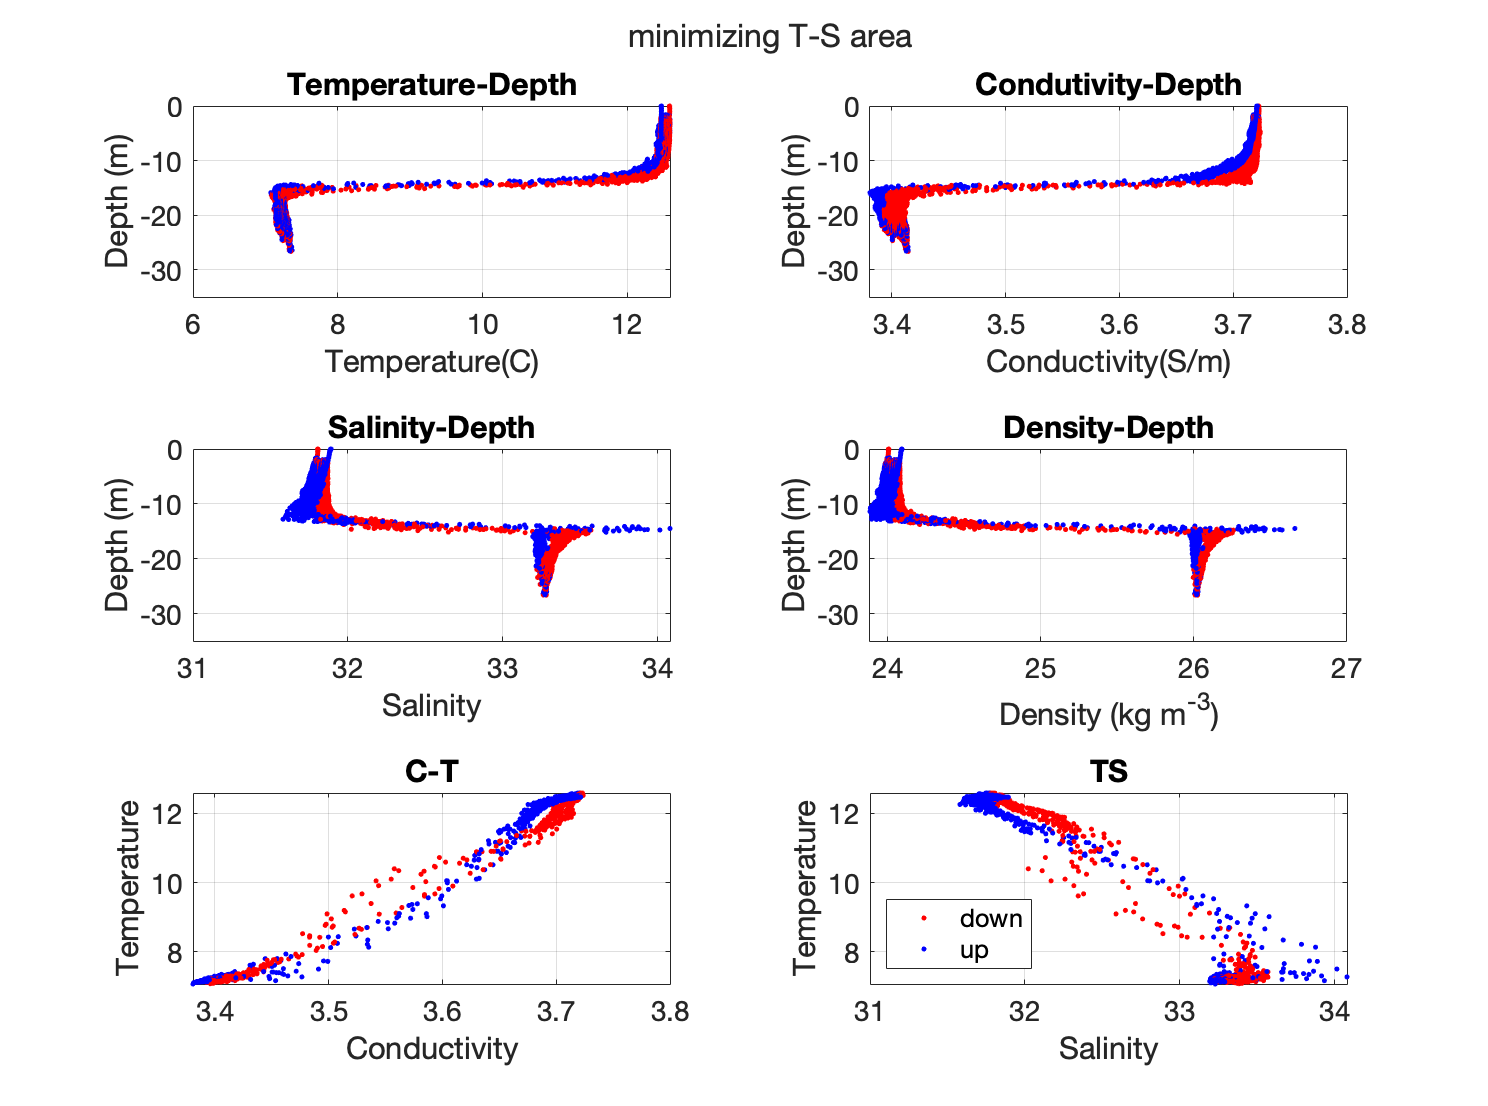 minimizing T-S area
Temperature-Depth
0
-10
-20
-30
Depth (m)
6 8 10 12
Temperature(C)
Condutivity-Depth
0
-10
-20
-30
Depth (m)
3.4 3.5 3.6 3.7 3.8
Conductivity(S/m)
Salinity-Depth
0
-10
-20
-30
Depth (m)
31 32 33 34
Salinity
Density-Depth
0
-10
-20
-30
Depth (m)
24 25 26 27
Density (kg m-3)
C-T
12
10
8
Temperature
3.4 3.5 3.6 3.7 3.8
Conductivity
TS
12
10
8
Temperature
down
up
31 32 33 34
Salinity